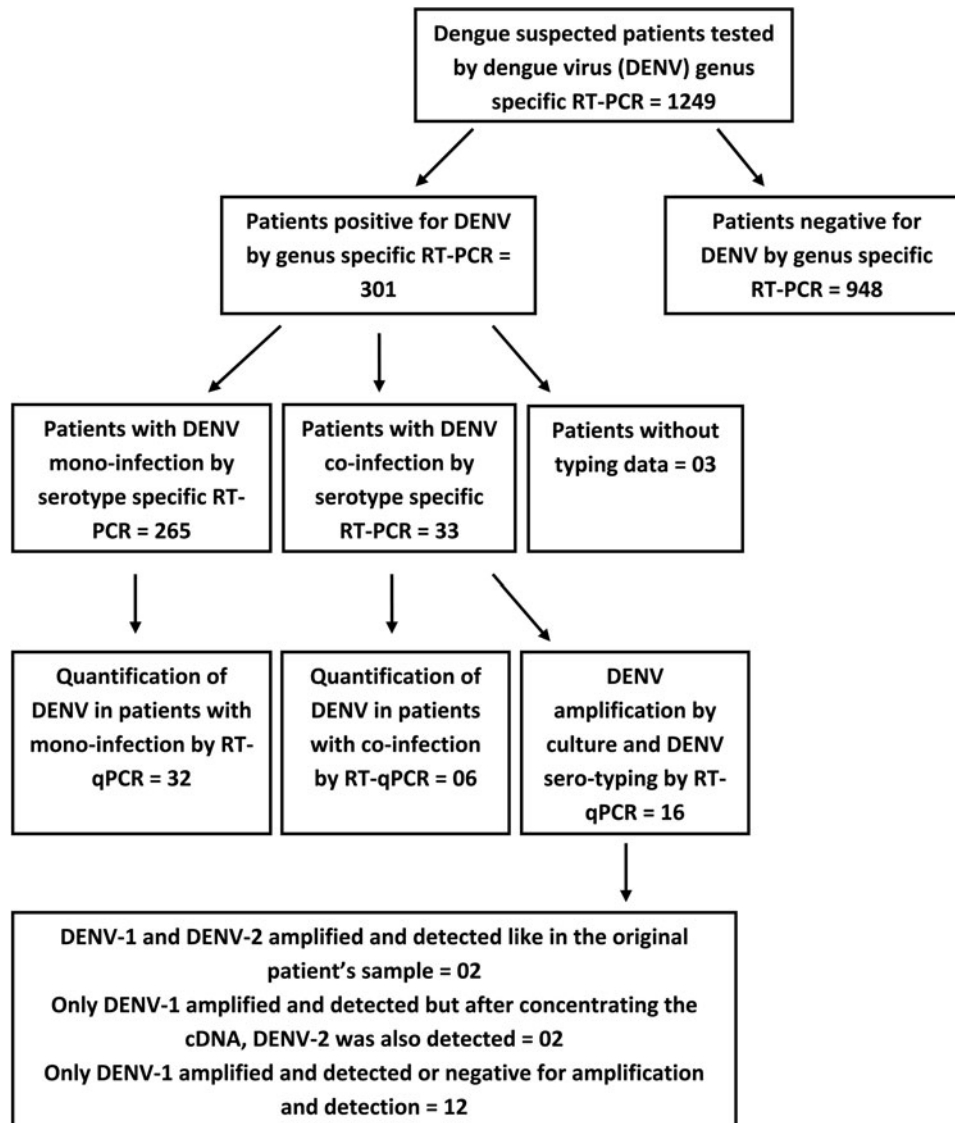 Dengue suspected patients tested
by dengue virus (DENV) genus
specific RT-PCR = 1249
Patients positive for DENV
by genus specific RT-PCR =
301
Patients negative for
DENV by genus specific
RT-PCR = 948
Patients with DENV
mono-infection by
serotype specific RT-
PCR = 265
Patients with DENV
co-infection by
serotype specific
RT-PCR = 33
Patients without
typing data = 03
Quantification of
DENV in patients with
mono-infection by RT-
qPCR = 32
Quantification of
DENV in patients
with co-infection
by RT-qPCR = 06
DENV
amplification by
culture and DENV
sero-typing by RT-
qPCR = 16
DENV-1 and DENV-2 amplified and detected like in the original
patient's sample = 02
Only DENV-1 amplified and detected but after concentrating the
cDNA, DENV-2 was also detected = 02
Only DENV-1 amplified and detected or negative for amplification
and detection = 12